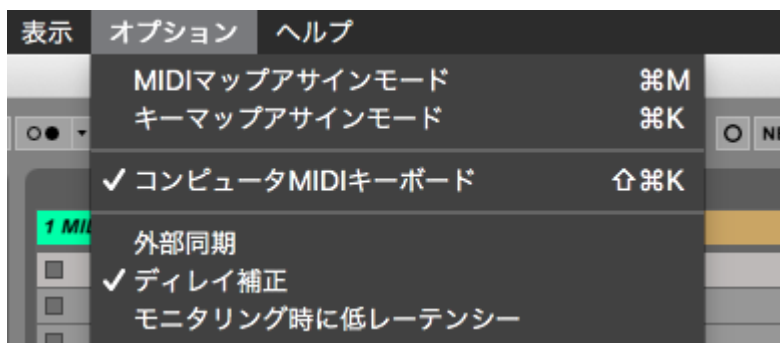 表示 オプション ヘルプ
MIDIマップアサインモード ⌘M
キーマップアサインモード ⌘K
✓コンピュータMIDIキーボード ⇧⌘K
外部同期
✓ディレイ補正
モニタリング時に低レーテンシー